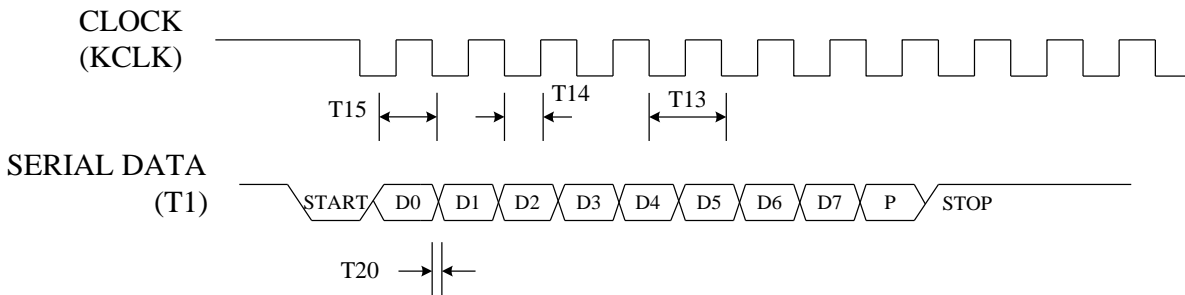 CLOCK
(KCLK)
T15
T14
T13
SERIAL DATA
(T1)
START D0 D1 D2 D3 D4 D5 D6 D7 P STOP
T20